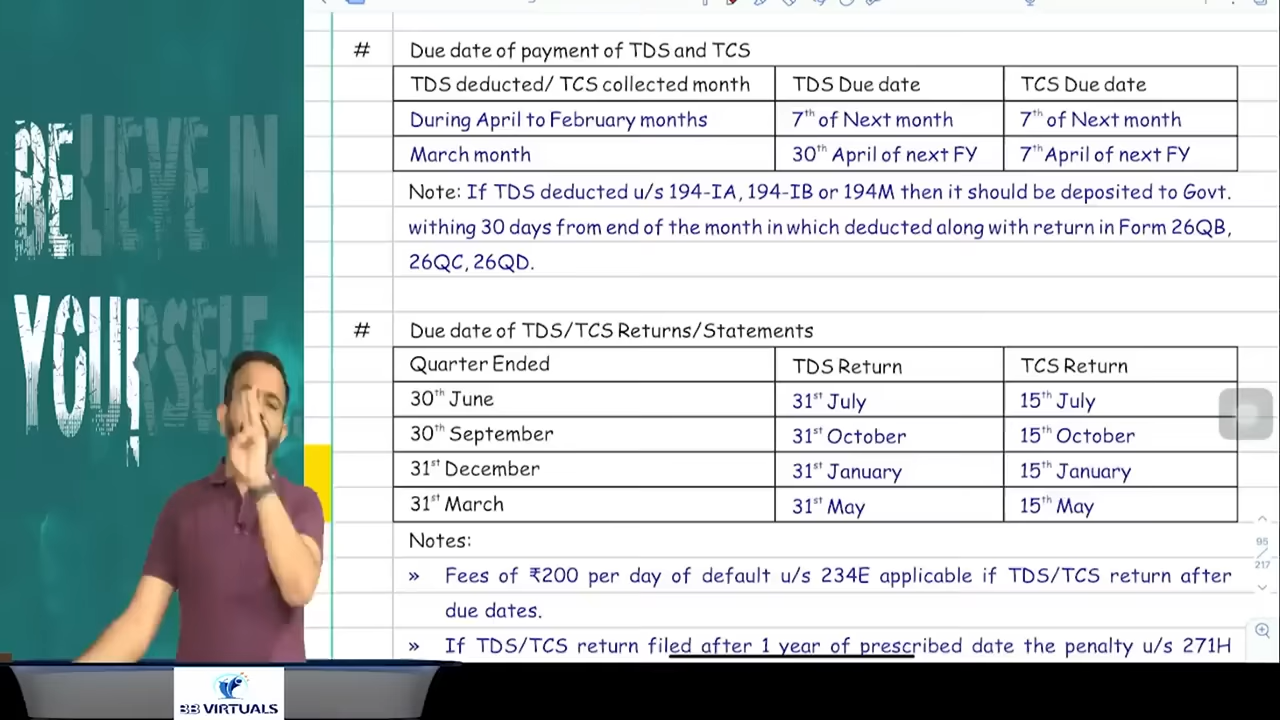 BELIEVE IN
YOURSELF
# Due date of payment of TDS and TCS
TDS deducted/ TCS collected month TDS Due date TCS Due date
During April to February months 7th of Next month 7th of Next month
March month 30th April of next FY 7th April of next FY
Note: If TDS deducted u/s 194-IA, 194-IB or 194M then it should be deposited to Govt.
withing 30 days from end of the month in which deducted along with return in Form 26QB,
26QC, 26QD.
# Due date of TDS/TCS Returns/Statements
Quarter Ended TDS Return TCS Return
30th June 31st July 15th July
30th September 31st October 15th October
31st December 31st January 15th January
31st March 31st May 15th May
Notes:
» Fees of ₹200 per day of default u/s 234E applicable if TDS/TCS return after
due dates.
» If TDS/TCS return filed after 1 year of prescribed date the penalty u/s 271H
95
217
BB VIRTUALS